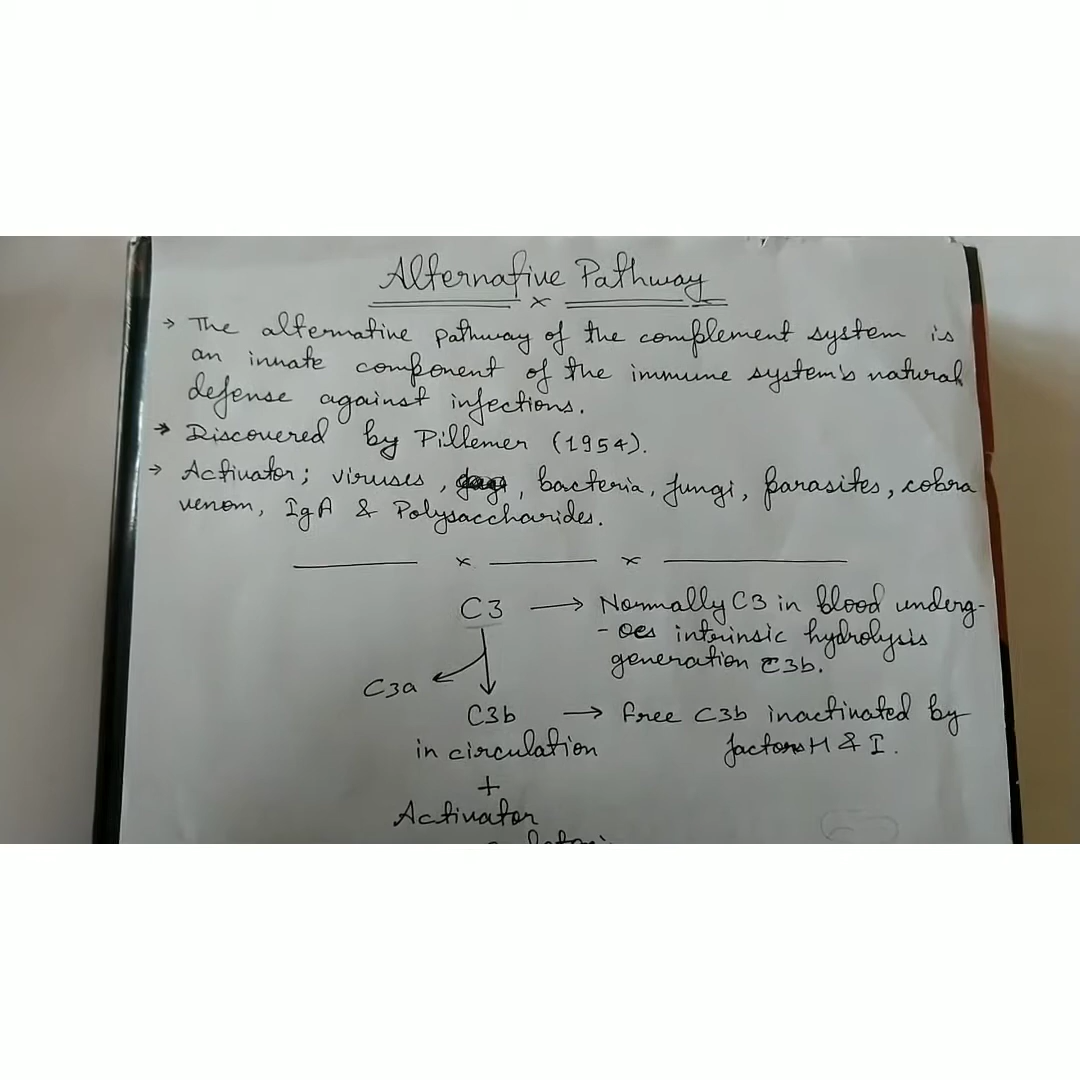 Alternative Pathway
→ The alternative pathway of the complement system is
an innate component of the immune system's natural
defense against infections.
→ Discovered by Pillemer (1954).
→ Activator; viruses, , bacteria, fungi, parasites, cobra
venom, IgA & Polysaccharides.
C3 → Normally C3 in blood underg-
- oes intrinsic hydrolysis
generation C3b.
C3a
C3b → free C3b inactivated by
in circulation factors H & I.
+
Activator